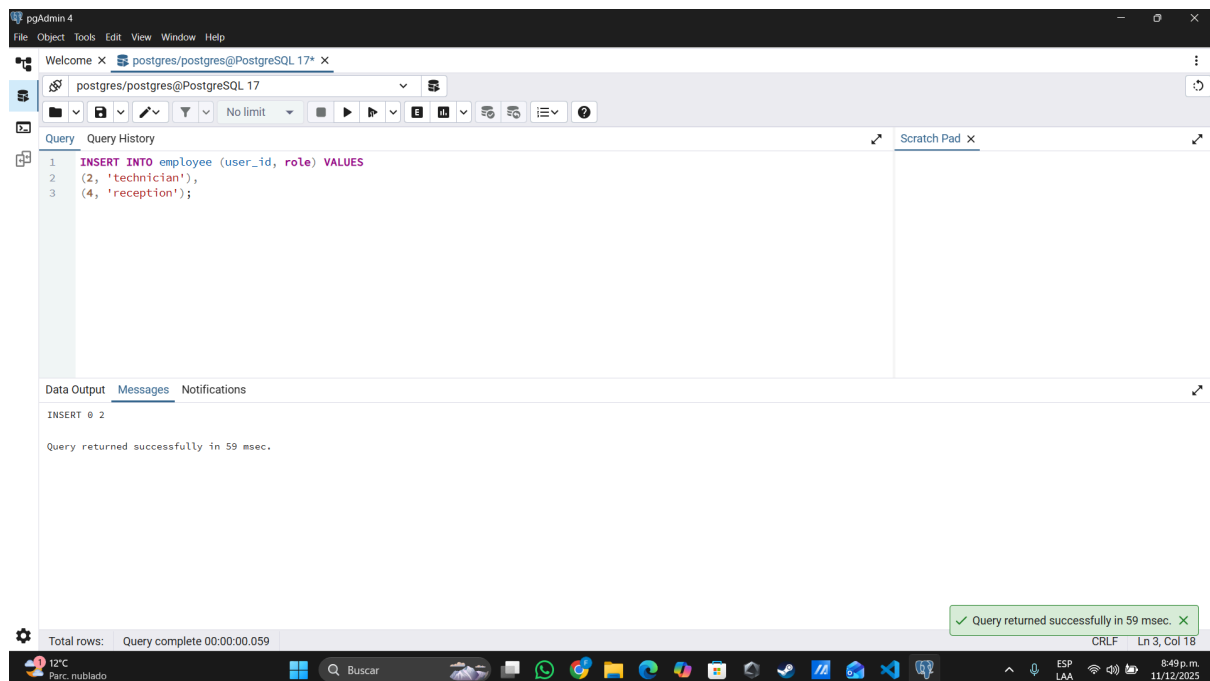 pgAdmin 4
File Object Tools Edit View Window Help
Welcome postgres/postgres@PostgreSQL 17*
postgres/postgres@PostgreSQL 17
No limit
Query Query History Scratch Pad
1 INSERT INTO employee (user_id, role) VALUES
2 (2, 'technician'),
3 (4, 'reception');
Data Output Messages Notifications
INSERT 0 2
Query returned successfully in 59 msec.
Query returned successfully in 59 msec.
Total rows: Query complete 00:00:00.059 CRLF Ln 3, Col 18
1 12°C
Parc. nublado
Buscar
ESP
LAA
8:49 p.m.
11/12/2025